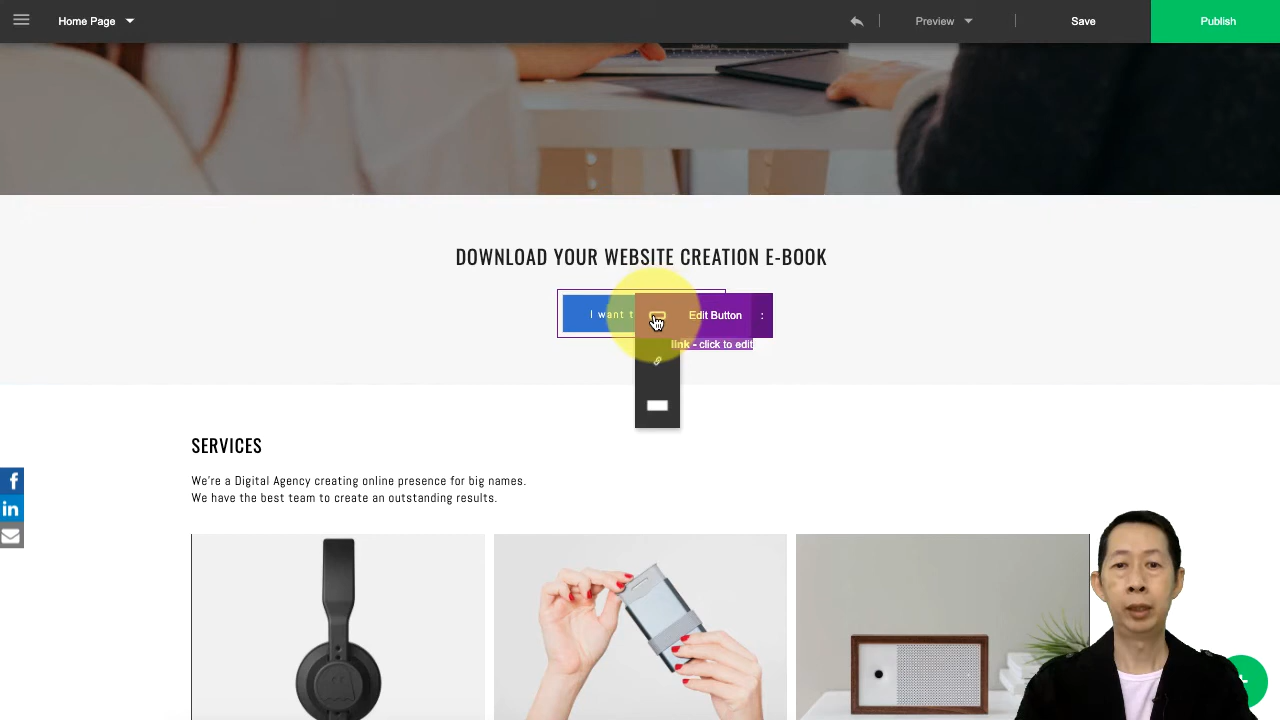 Home Page
Preview
Save
Publish
DOWNLOAD YOUR WEBSITE CREATION E-BOOK
I want
Edit Button
:
link - click to edit
SERVICES
We're a Digital Agency creating online presence for big names.
We have the best team to create an outstanding results.
f
in